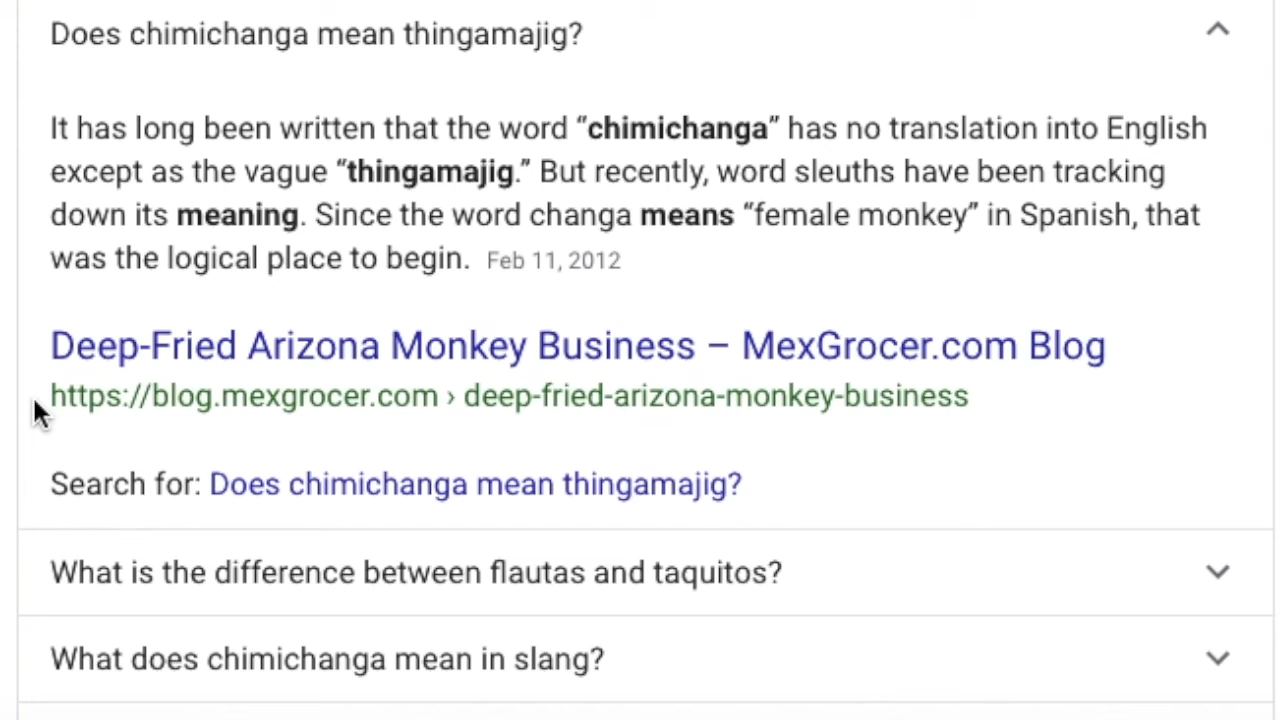 Does chimichanga mean thingamajig?
It has long been written that the word “chimichanga” has no translation into English
except as the vague “thingamajig.” But recently, word sleuths have been tracking
down its meaning. Since the word changa means “female monkey” in Spanish, that
was the logical place to begin. Feb 11, 2012
Deep-Fried Arizona Monkey Business – MexGrocer.com Blog
https://blog.mexgrocer.com › deep-fried-arizona-monkey-business
Search for: Does chimichanga mean thingamajig?
What is the difference between flautas and taquitos?
What does chimichanga mean in slang?